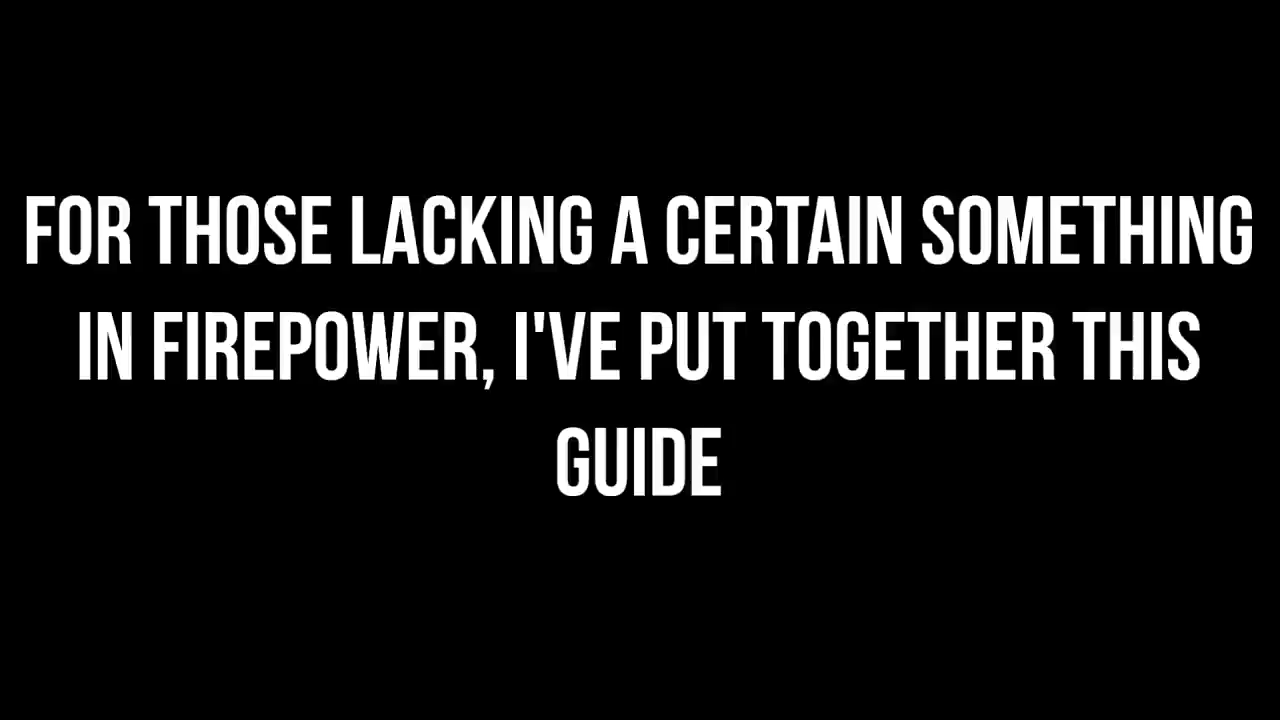 FOR THOSE LACKING A CERTAIN SOMETHING
IN FIREPOWER, I'VE PUT TOGETHER THIS
GUIDE